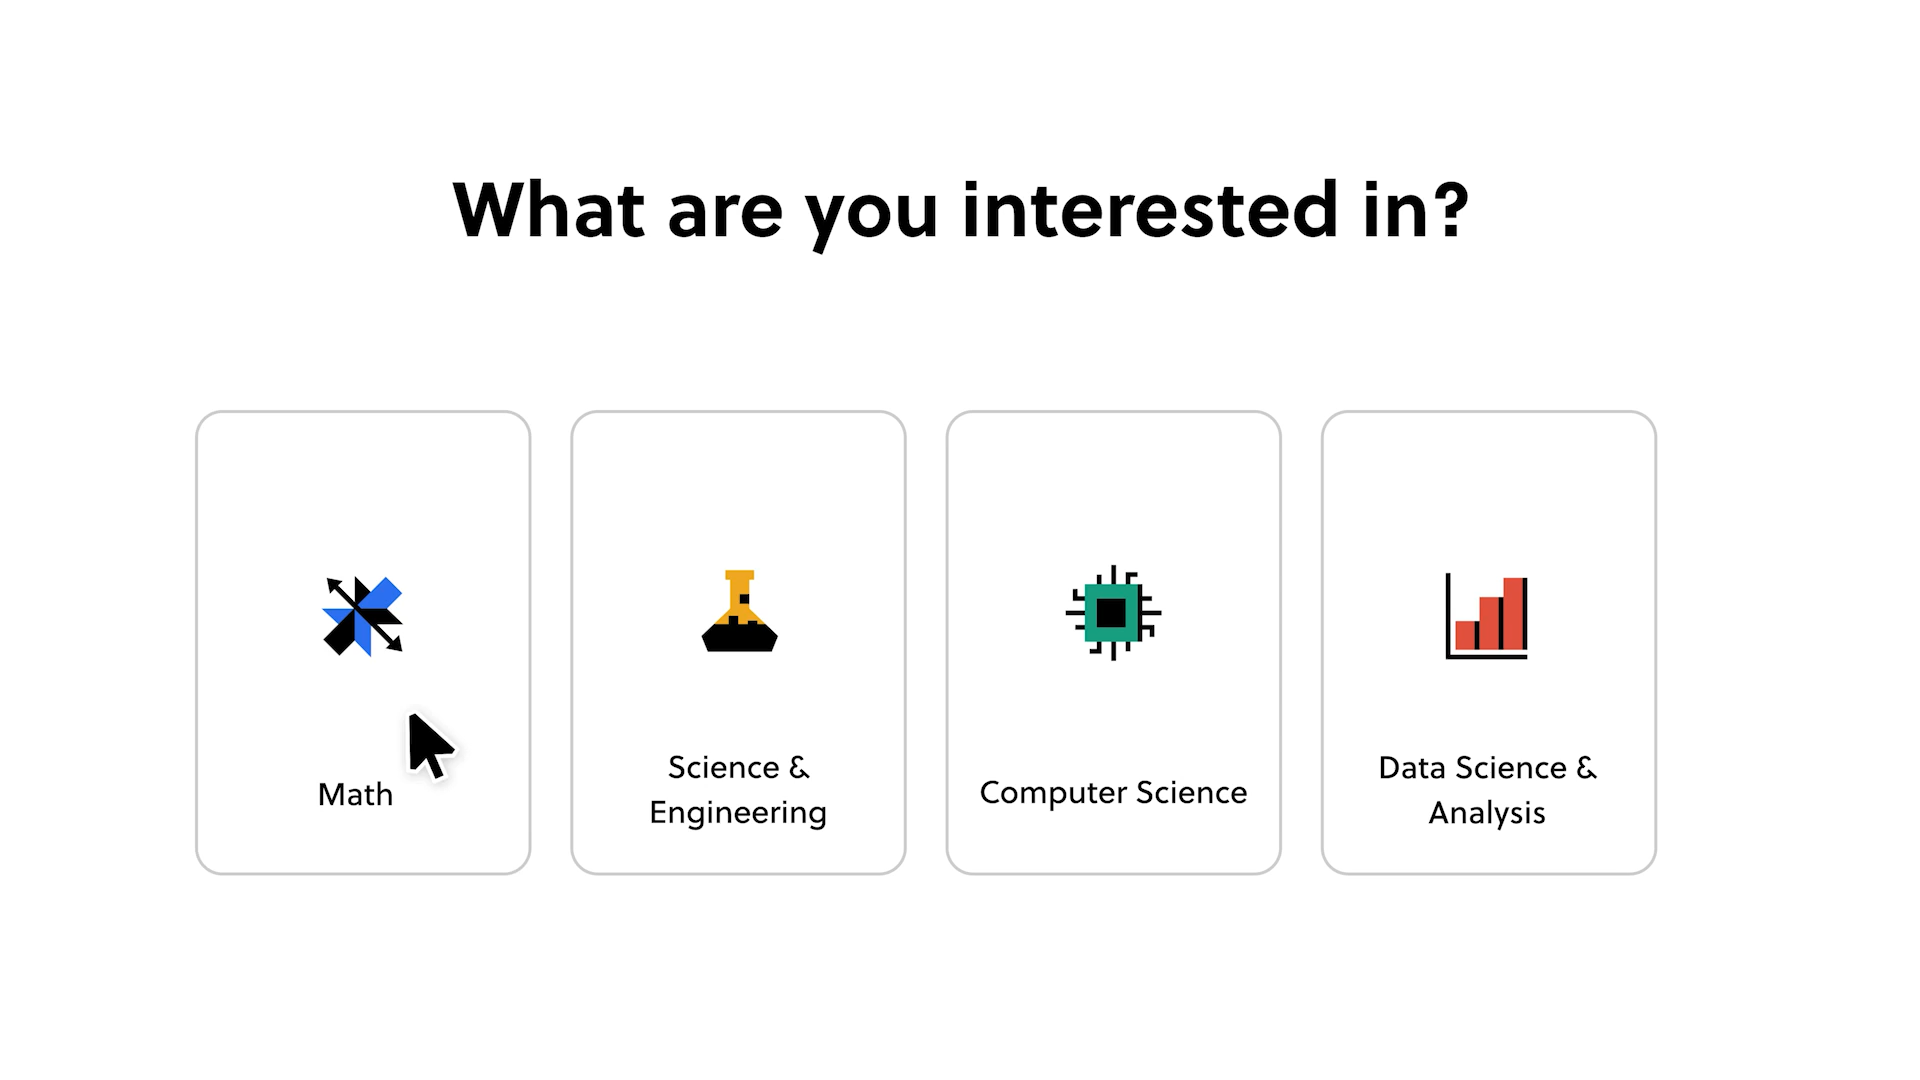 What are you interested in?
Math
Science &
Engineering
Computer Science
Data Science &
Analysis